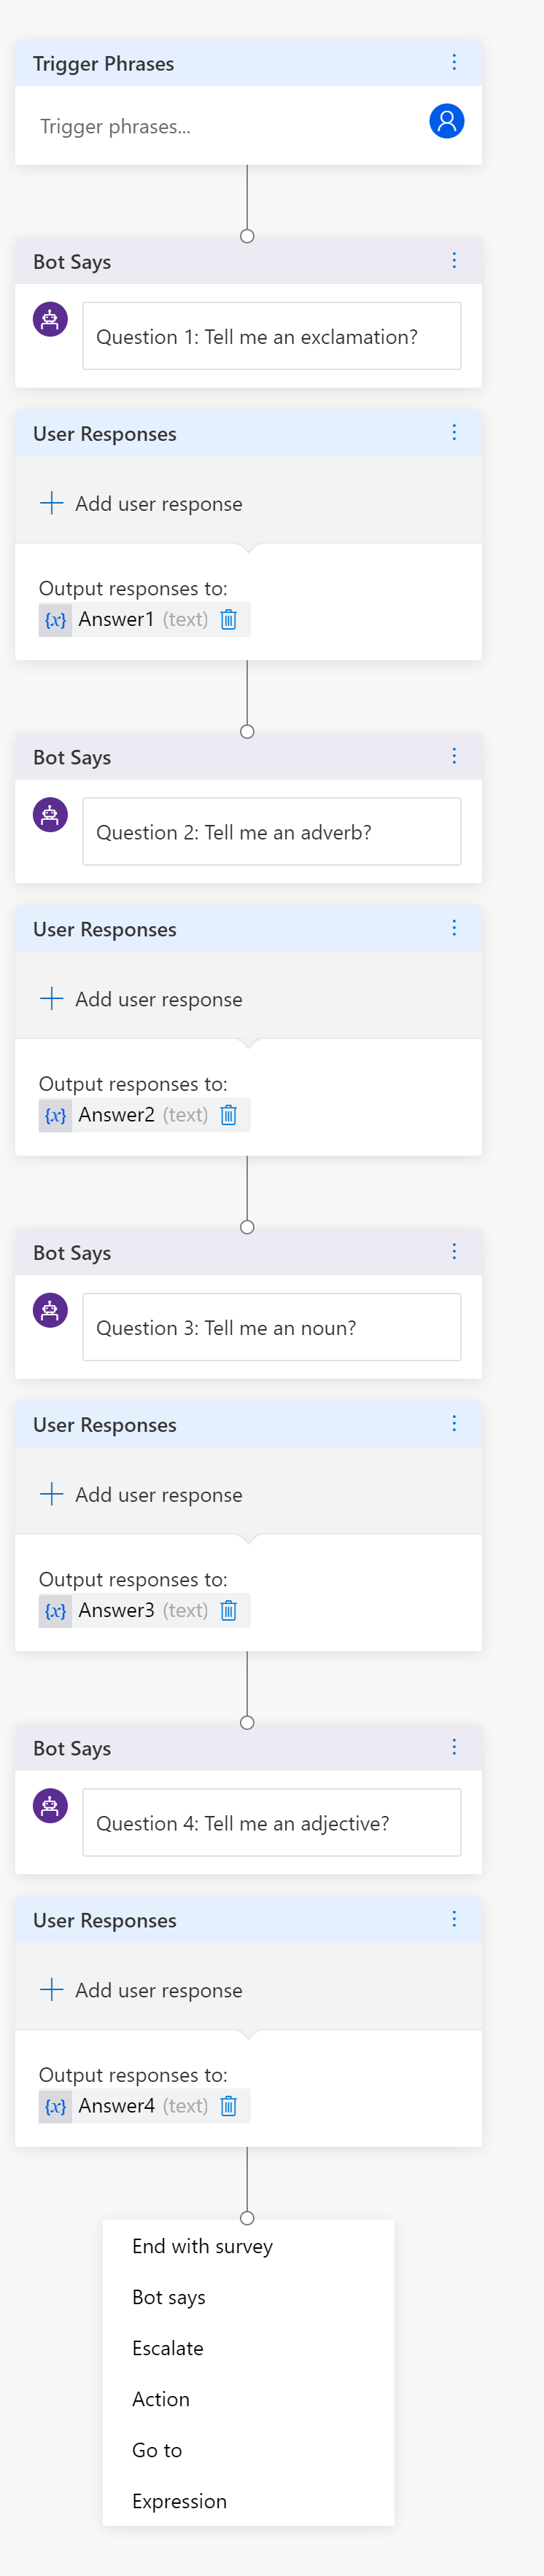 Trigger Phrases
Trigger phrases...
Bot Says
Question 1: Tell me an exclamation?
User Responses
Add user response
Output responses to:
{x} Answer1 (text)
Bot Says
Question 2: Tell me an adverb?
User Responses
Add user response
Output responses to:
{x} Answer2 (text)
Bot Says
Question 3: Tell me an noun?
User Responses
Add user response
Output responses to:
{x} Answer3 (text)
Bot Says
Question 4: Tell me an adjective?
User Responses
Add user response
Output responses to:
{x} Answer4 (text)
End with survey
Bot says
Escalate
Action
Go to
Expression